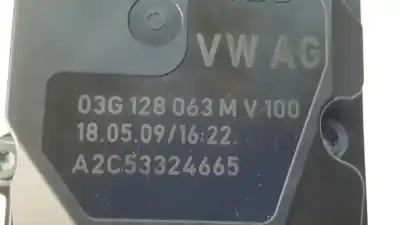 VW AG
03G 128 063 M V 100
18.05.09/16:22
A2C53324665